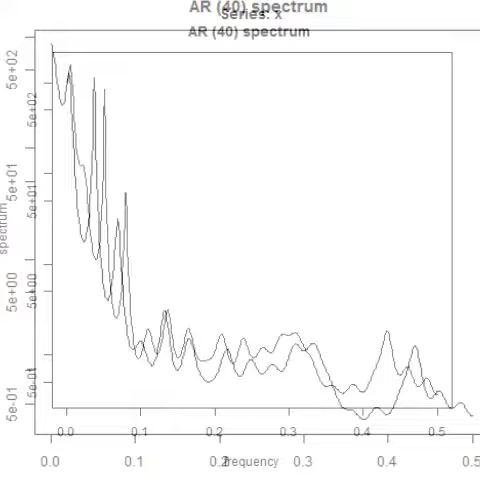 AR (40) spectrum
Series: x
AR (40) spectrum
5e+02
5e+02
5e+01
5e+01
spectrum
5e+00
5e+00
5e-01
5e-01
0.0 0.1 0.2 0.3 0.4 0.5
0.0 0.1 0.2 frequency 0.3 0.4 0.5